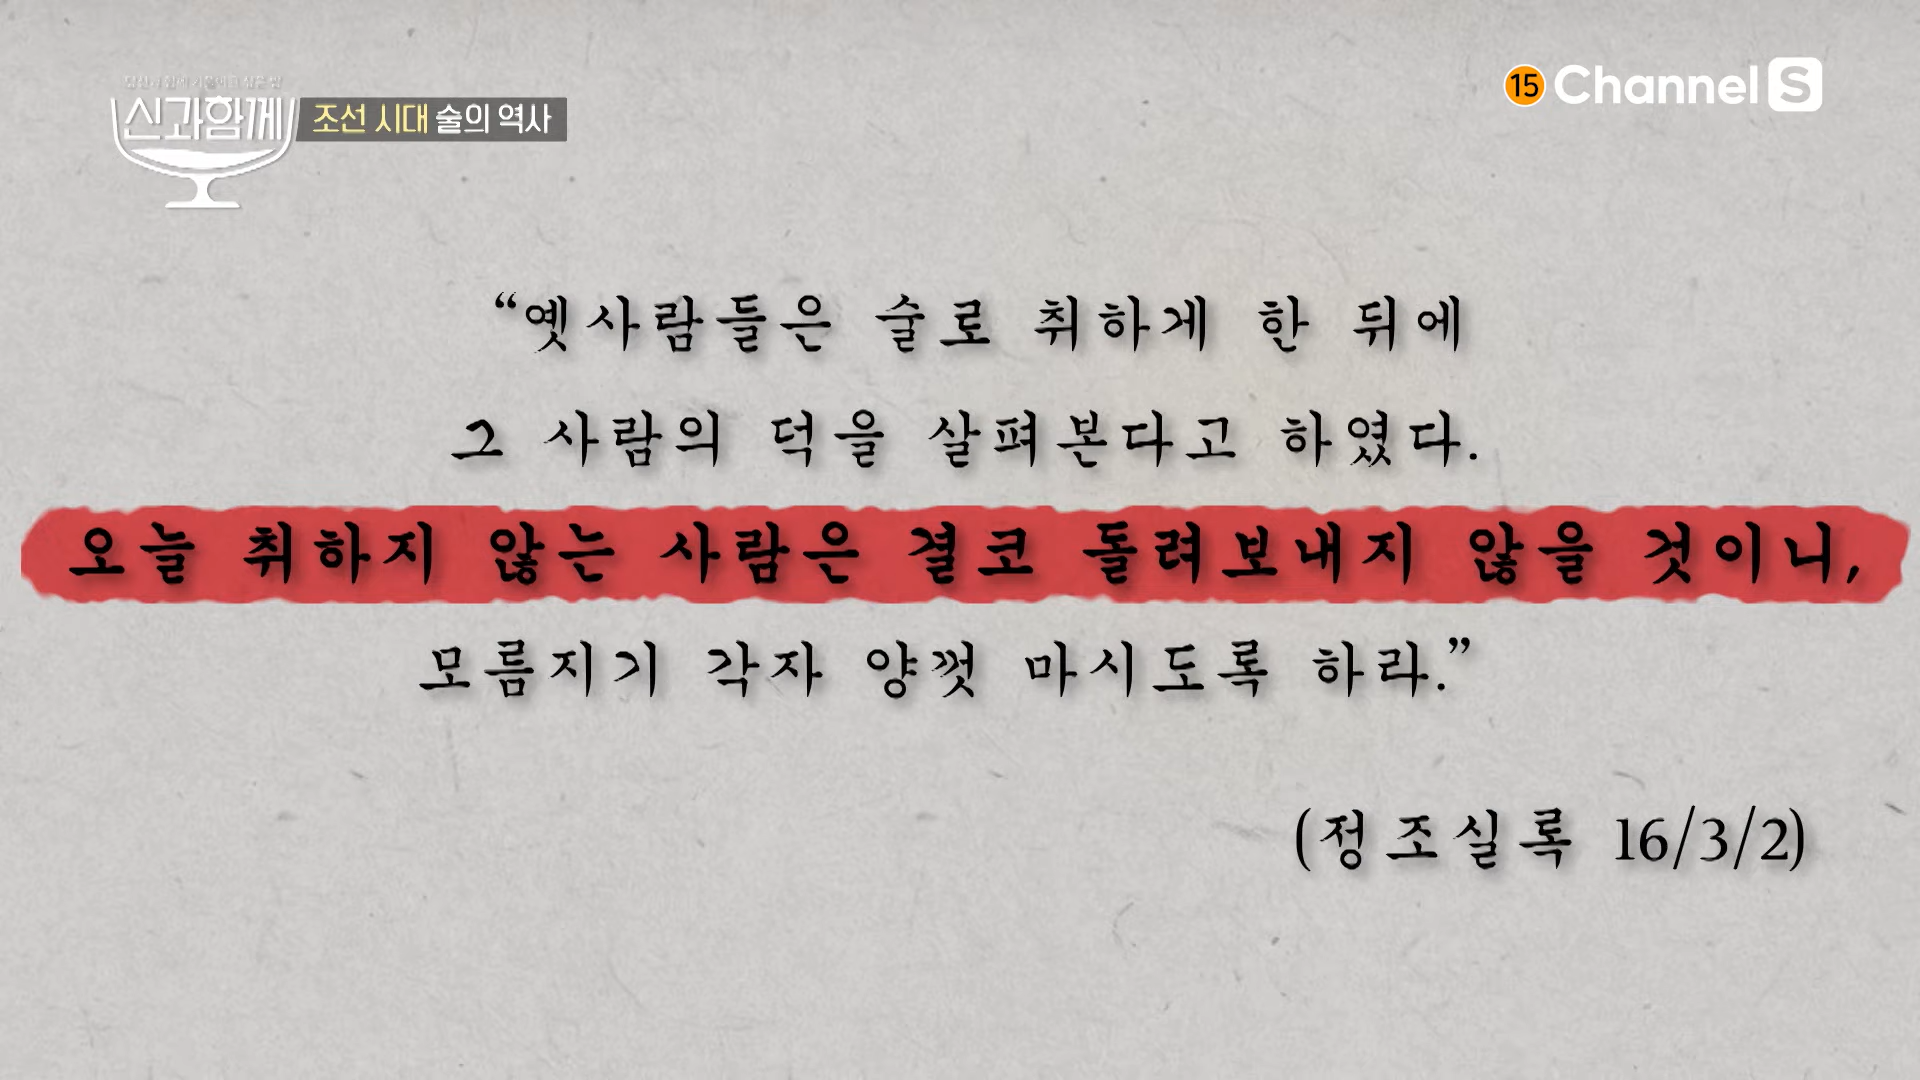 신과함께
조선 시대 술의 역사
15 Channel S
“옛사람들은 술로 취하게 한 뒤에
그 사람의 덕을 살펴본다고 하였다.
오늘 취하지 않는 사람은 결코 돌려보내지 않을 것이니,
모름지기 각자 양껏 마시도록 하라.”
(정조실록 16/3/2)